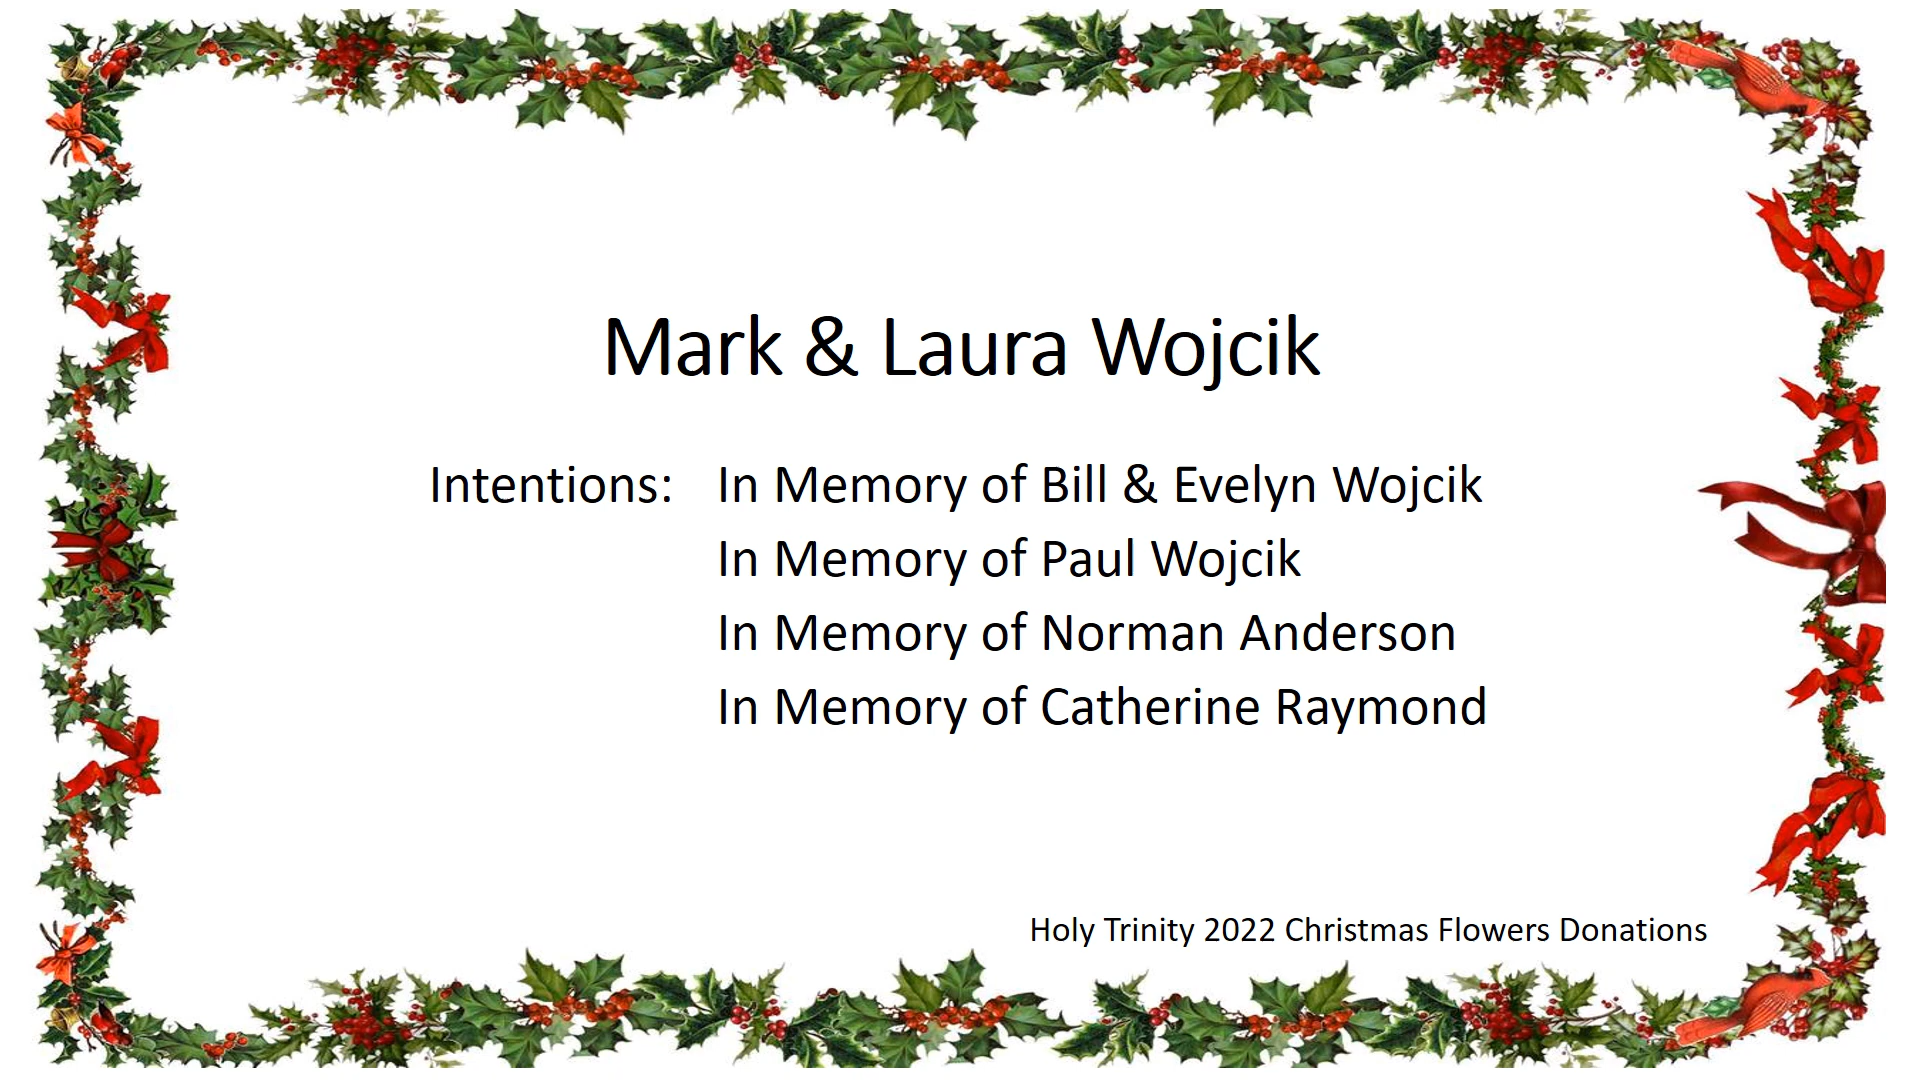 Mark & Laura Wojcik
Intentions: In Memory of Bill & Evelyn Wojcik
In Memory of Paul Wojcik
In Memory of Norman Anderson
In Memory of Catherine Raymond
Holy Trinity 2022 Christmas Flowers Donations